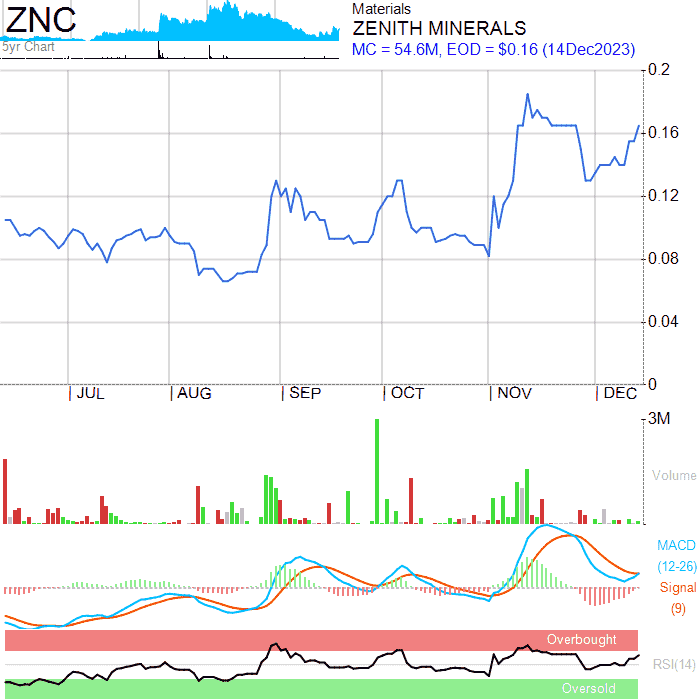 ZNC
5yr Chart
Materials
ZENITH MINERALS
MC = 54.6M, EOD = $0.16 (14Dec2023)
0.2
0.16
0.12
0.08
0.04
0
JUL AUG SEP OCT NOV DEC
3M
Volume
MACD
(12-26)
Signal
(9)
Overbought
RSI(14)
Oversold